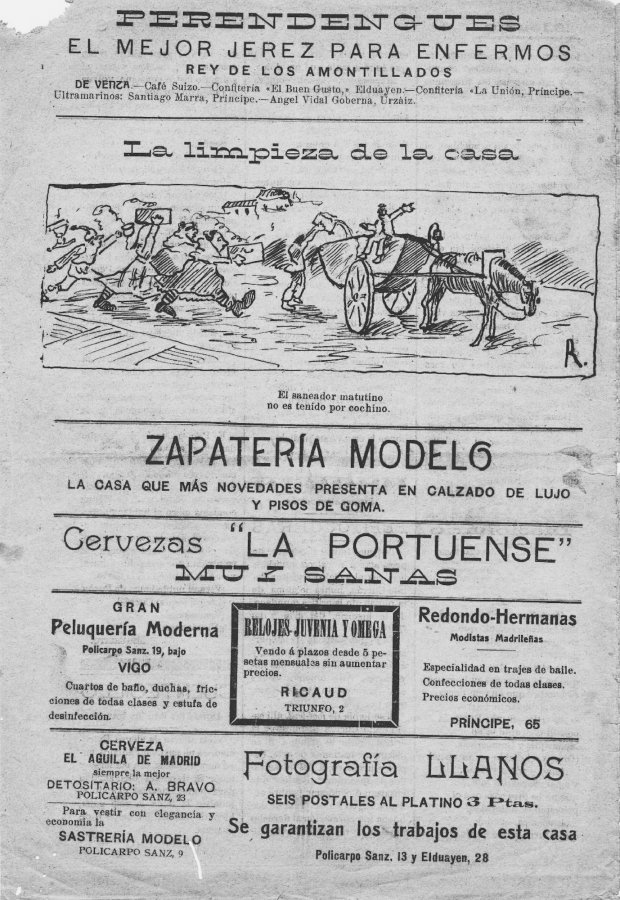 PERENDENGUES
EL MEJOR JEREZ PARA ENFERMOS
REY DE LOS AMONTILLADOS
DE VENTA.—Café Suizo.—Confitería «El Buen Gusto,» Elduayen.—Confitería «La Unión, Príncipe.—
Ultramarinos: Santiago Marra, Príncipe.—Angel Vidal Goberna, Urzáiz.
La limpieza de la casa
R.
El saneador matutino
no es tenido por cochino.
ZAPATERÍA MODELO
LA CASA QUE MÁS NOVEDADES PRESENTA EN CALZADO DE LUJO
Y PISOS DE GOMA.
Cervezas "LA PORTUENSE"
MUY SANAS
GRAN
Peluquería Moderna
Policarpo Sanz, 19, bajo
VIGO
Cuartos de baño, duchas, fric-
ciones de todas clases y estufa de
desinfección.
RELOJES JUVENIA Y OMEGA
Vendo á plazos desde 5 pe-
setas mensuales sin aumentar
precios.
RICAUD
TRIUNFO, 2
Redondo-Hermanas
Modistas Madrileñas
Especialidad en trajes de baile.
Confecciones de todas clases.
Precios económicos.
PRÍNCIPE, 65
CERVEZA
EL AGUILA DE MADRID
siempre la mejor
DETOSITARIO: A. BRAVO
POLICARPO SANZ, 23
Para vestir con elegancia y
economía la
SASTRERÍA MODELO
POLICARPO SANZ, 9
Fotografía LLANOS
SEIS POSTALES AL PLATINO 3 Ptas.
Se garantizan los trabajos de esta casa
Policarpo Sanz. 13 y Elduayen, 28